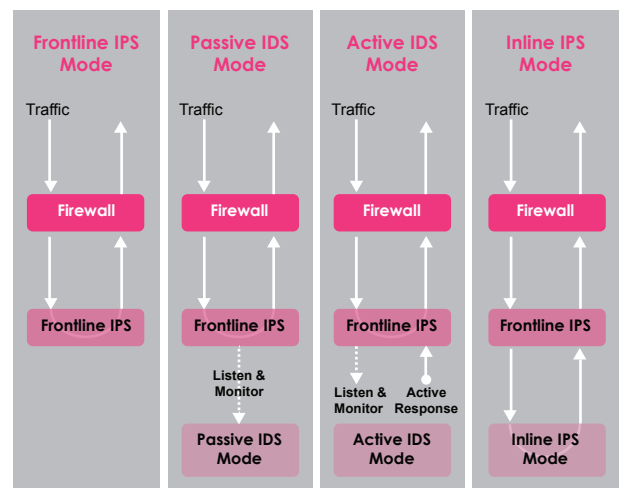 Frontline IPS
Mode
Traffic
Firewall
Frontline IPS
Passive IDS
Mode
Traffic
Firewall
Frontline IPS
Listen &
Monitor
Passive IDS
Mode
Active IDS
Mode
Traffic
Firewall
Frontline IPS
Listen &
Monitor
Active
Response
Active IDS
Mode
Inline IPS
Mode
Traffic
Firewall
Frontline IPS
Inline IPS
Mode